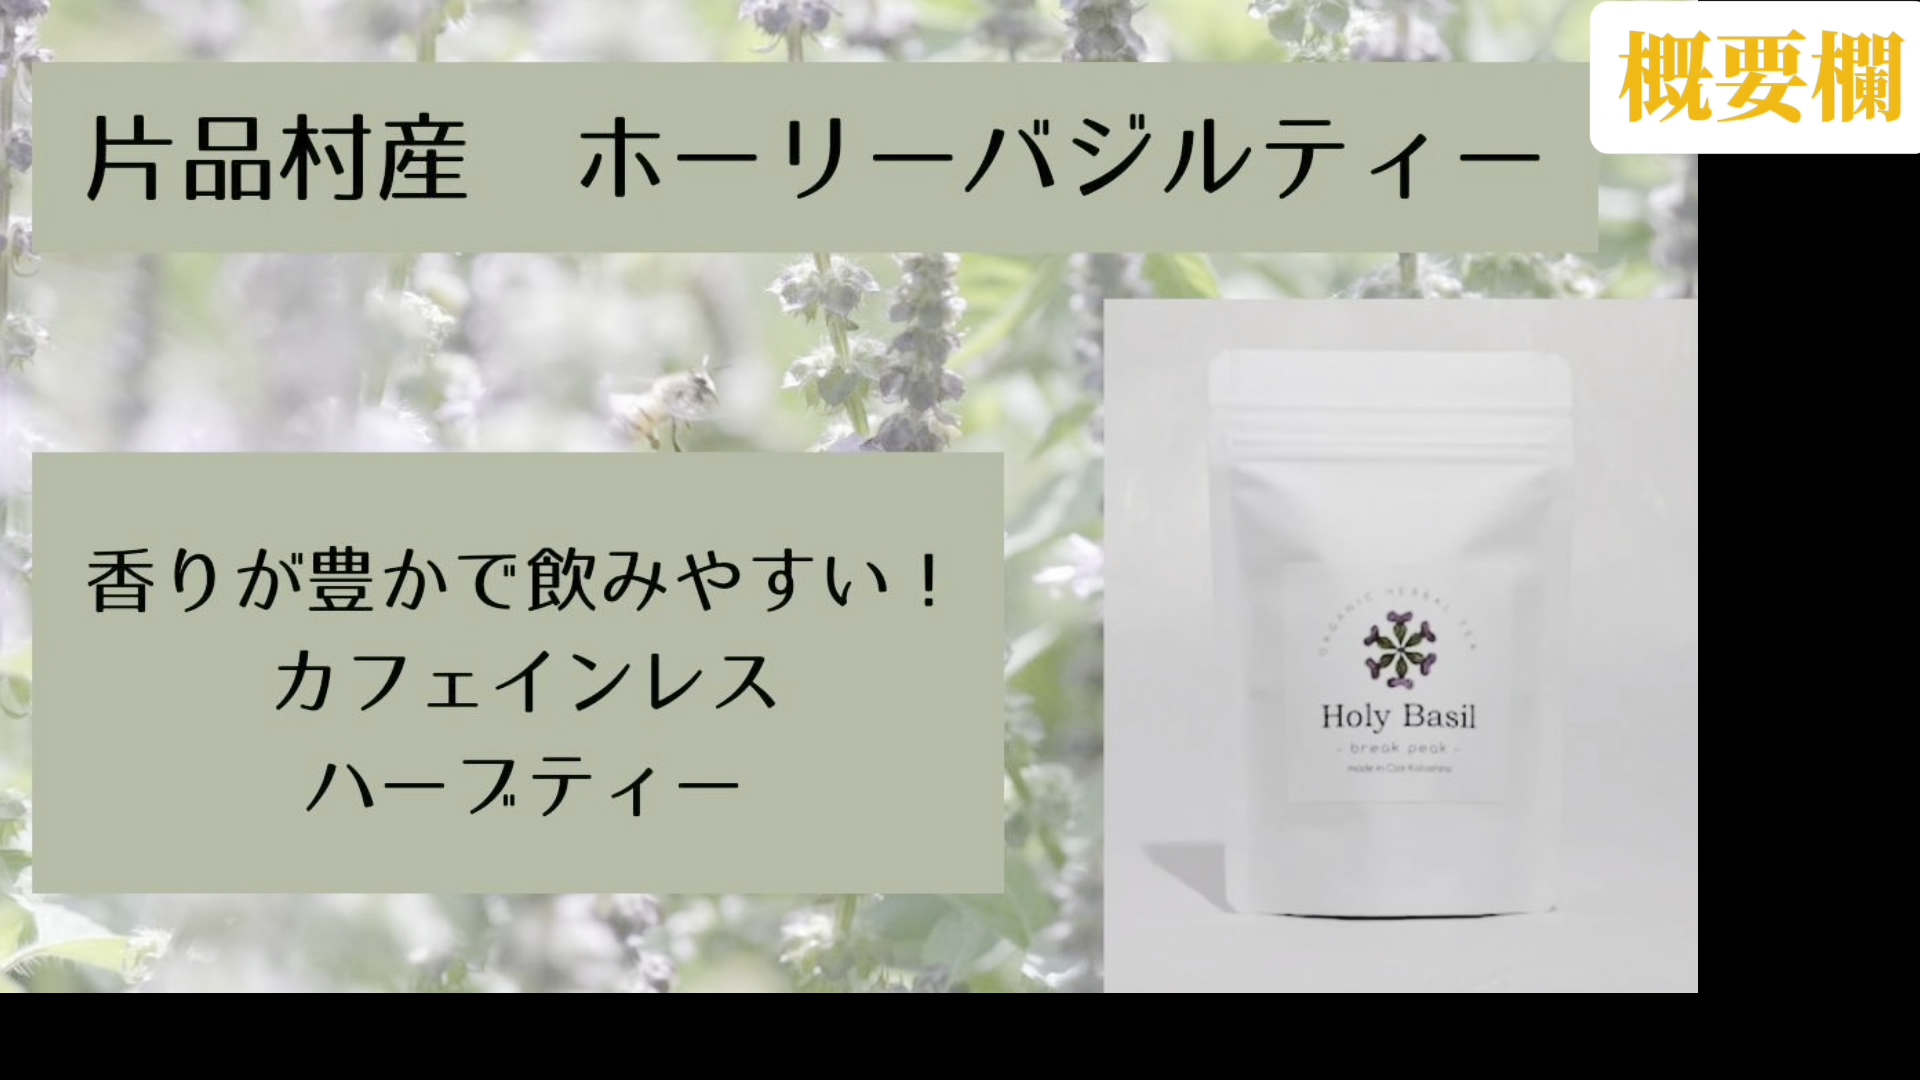 概要欄
片品村産　ホーリーバジルティー
香りが豊かで飲みやすい！
カフェインレス
ハーブティー
ORGANIC HERBAL TEA
Holy Basil
- break peak -
made in